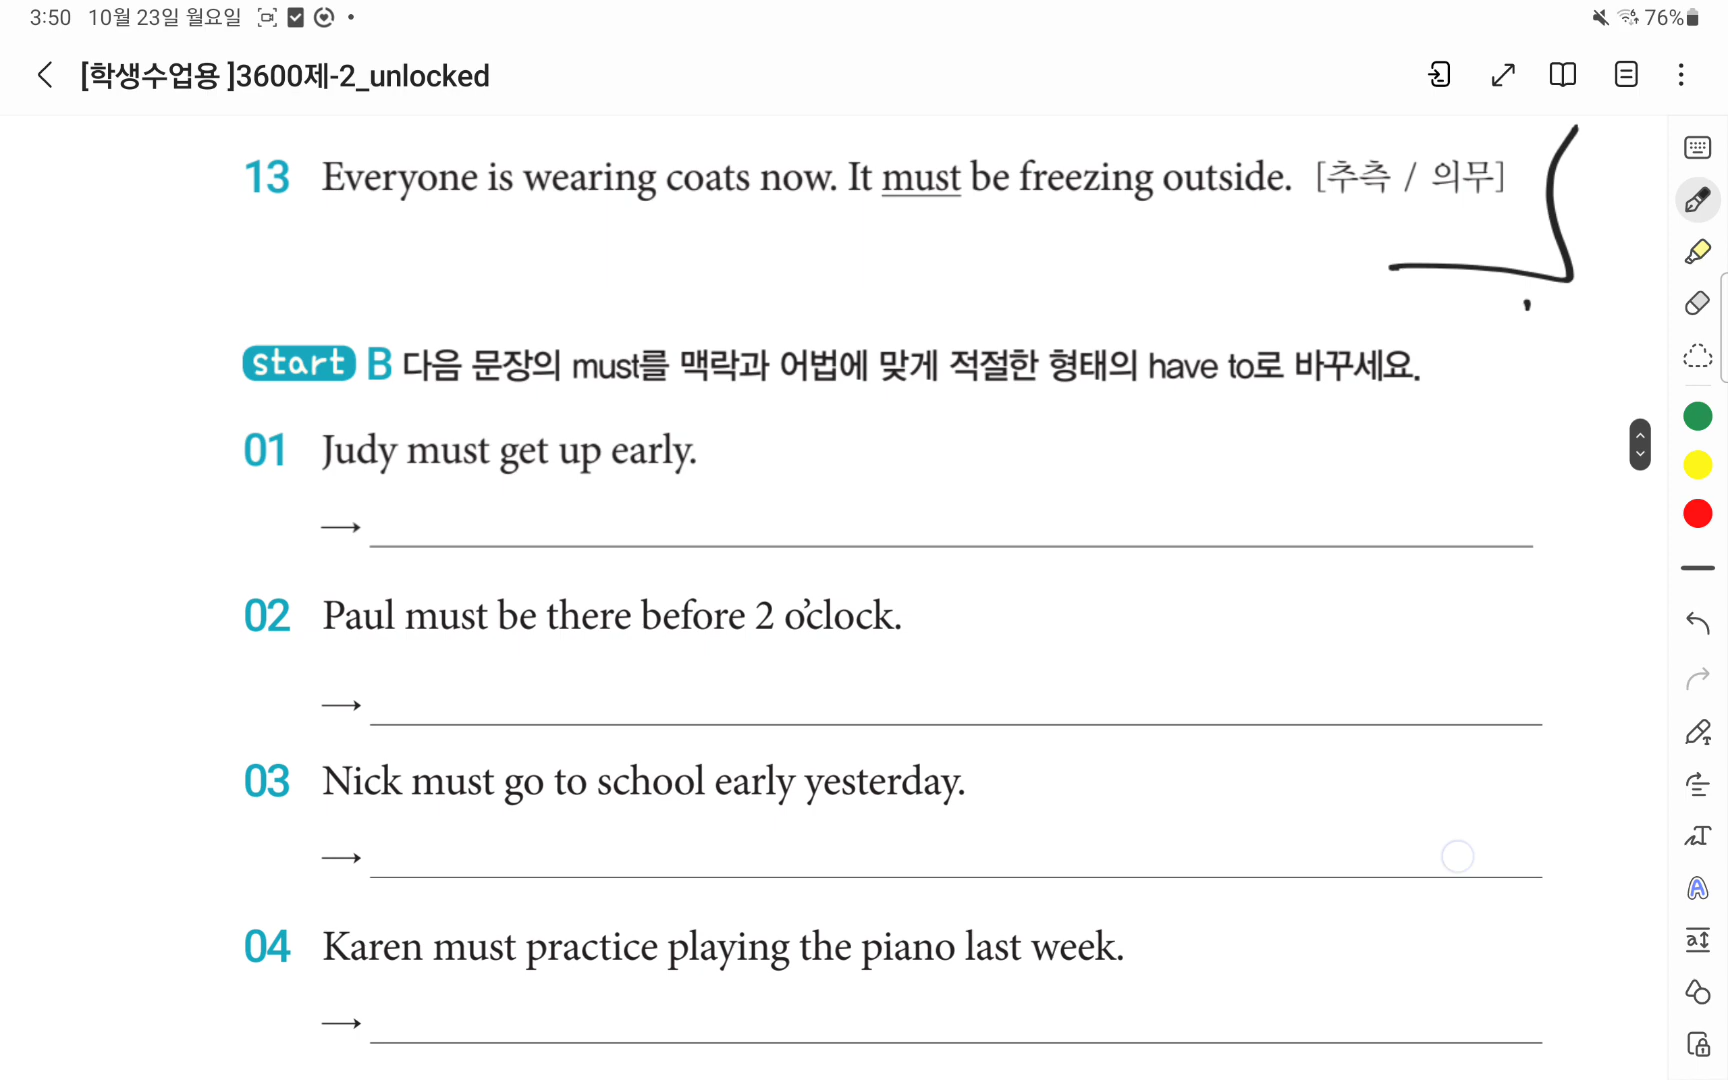 3:50 10월 23일 월요일
76%
[학생수업용 ]3600제-2_unlocked
13 Everyone is wearing coats now. It must be freezing outside. [추측 / 의무]
start B 다음 문장의 must를 맥락과 어법에 맞게 적절한 형태의 have to로 바꾸세요.
01 Judy must get up early.
→
02 Paul must be there before 2 o’clock.
→
03 Nick must go to school early yesterday.
→
04 Karen must practice playing the piano last week.
→